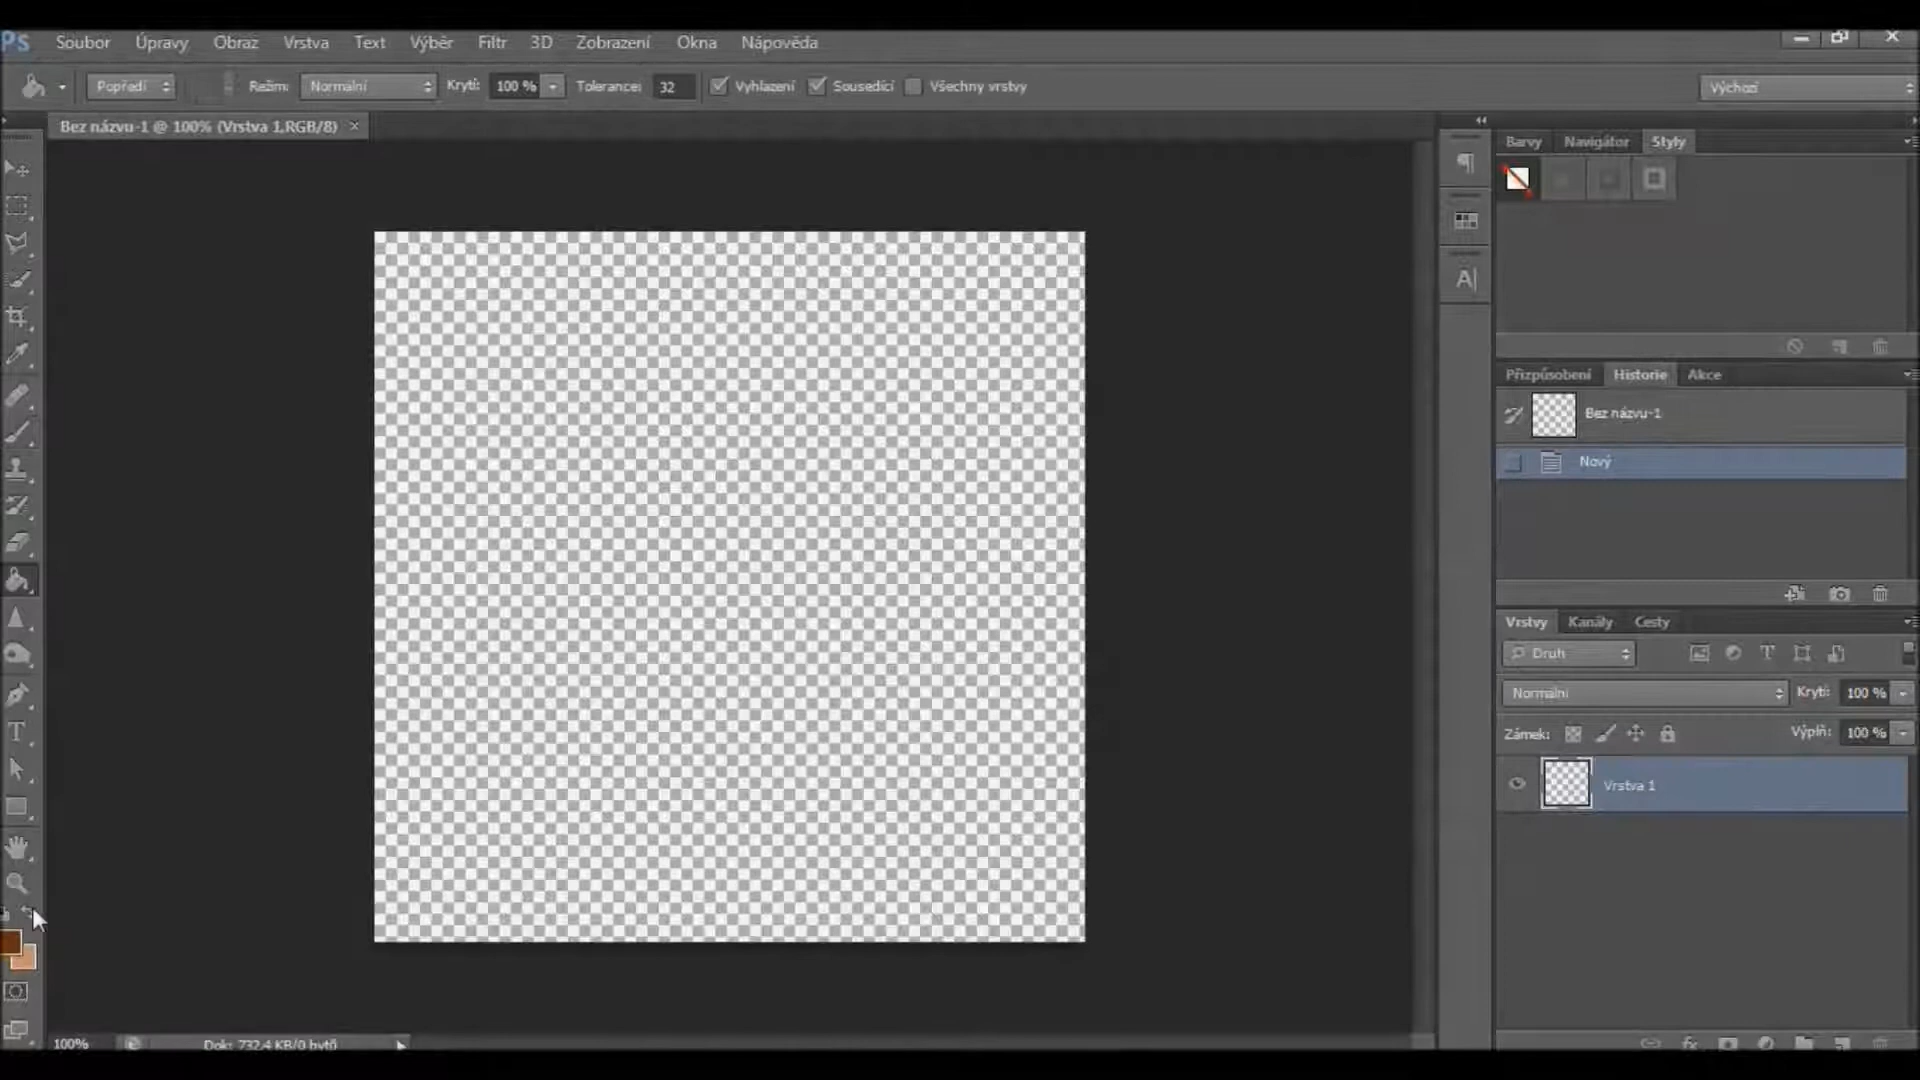 Ps Soubor Úpravy Obraz Vrstva Text Výběr Filtr 3D Zobrazení Okna Nápověda
Popředí Režim: Normální Krytí: 100 % Tolerance: 32 Vyhlazení Sousedící Všechny vrstvy Výchozí
Bez názvu-1 @ 100% (Vrstva 1,RGB/8) ×
Barvy Navigátor Styly
A|
Přizpůsobení Historie Akce
Bez názvu-1
Nový
Vrstvy Kanály Cesty
Druh
Normální Krytí: 100 %
Zámek: Výplň: 100 %
Vrstva 1
T
100% Dok: 732,4 KB/0 bytů
fx